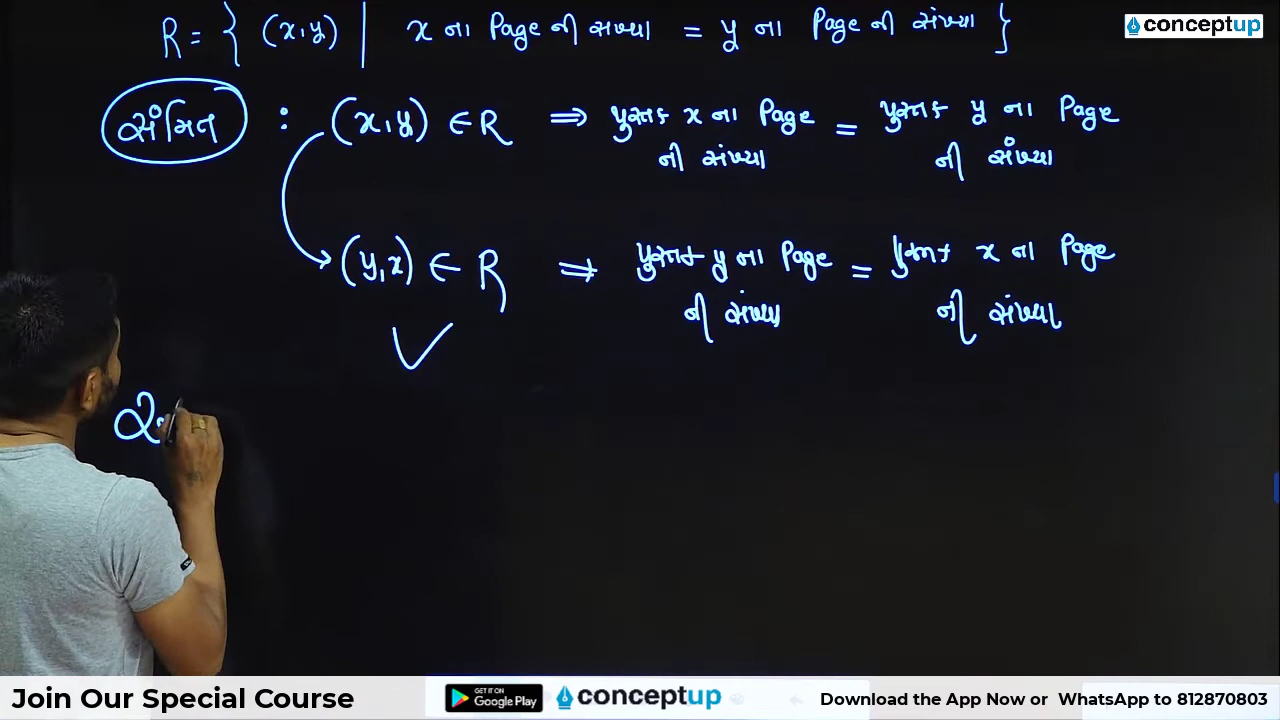 conceptup
R = { (x,y) | x ના Page ની સંખ્યા = y ના Page ની સંખ્યા }
સંમિત : (x,y) ∈ R ⇒ પુસ્તક x ના Page ની સંખ્યા = પુસ્તક y ના Page ની સંખ્યા
(y,x) ∈ R ⇒ પુસ્તક y ના Page ની સંખ્યા = પુસ્તક x ના Page ની સંખ્યા
Join Our Special Course
GET IT ON Google Play
conceptup
Download the App Now or WhatsApp to 812870803